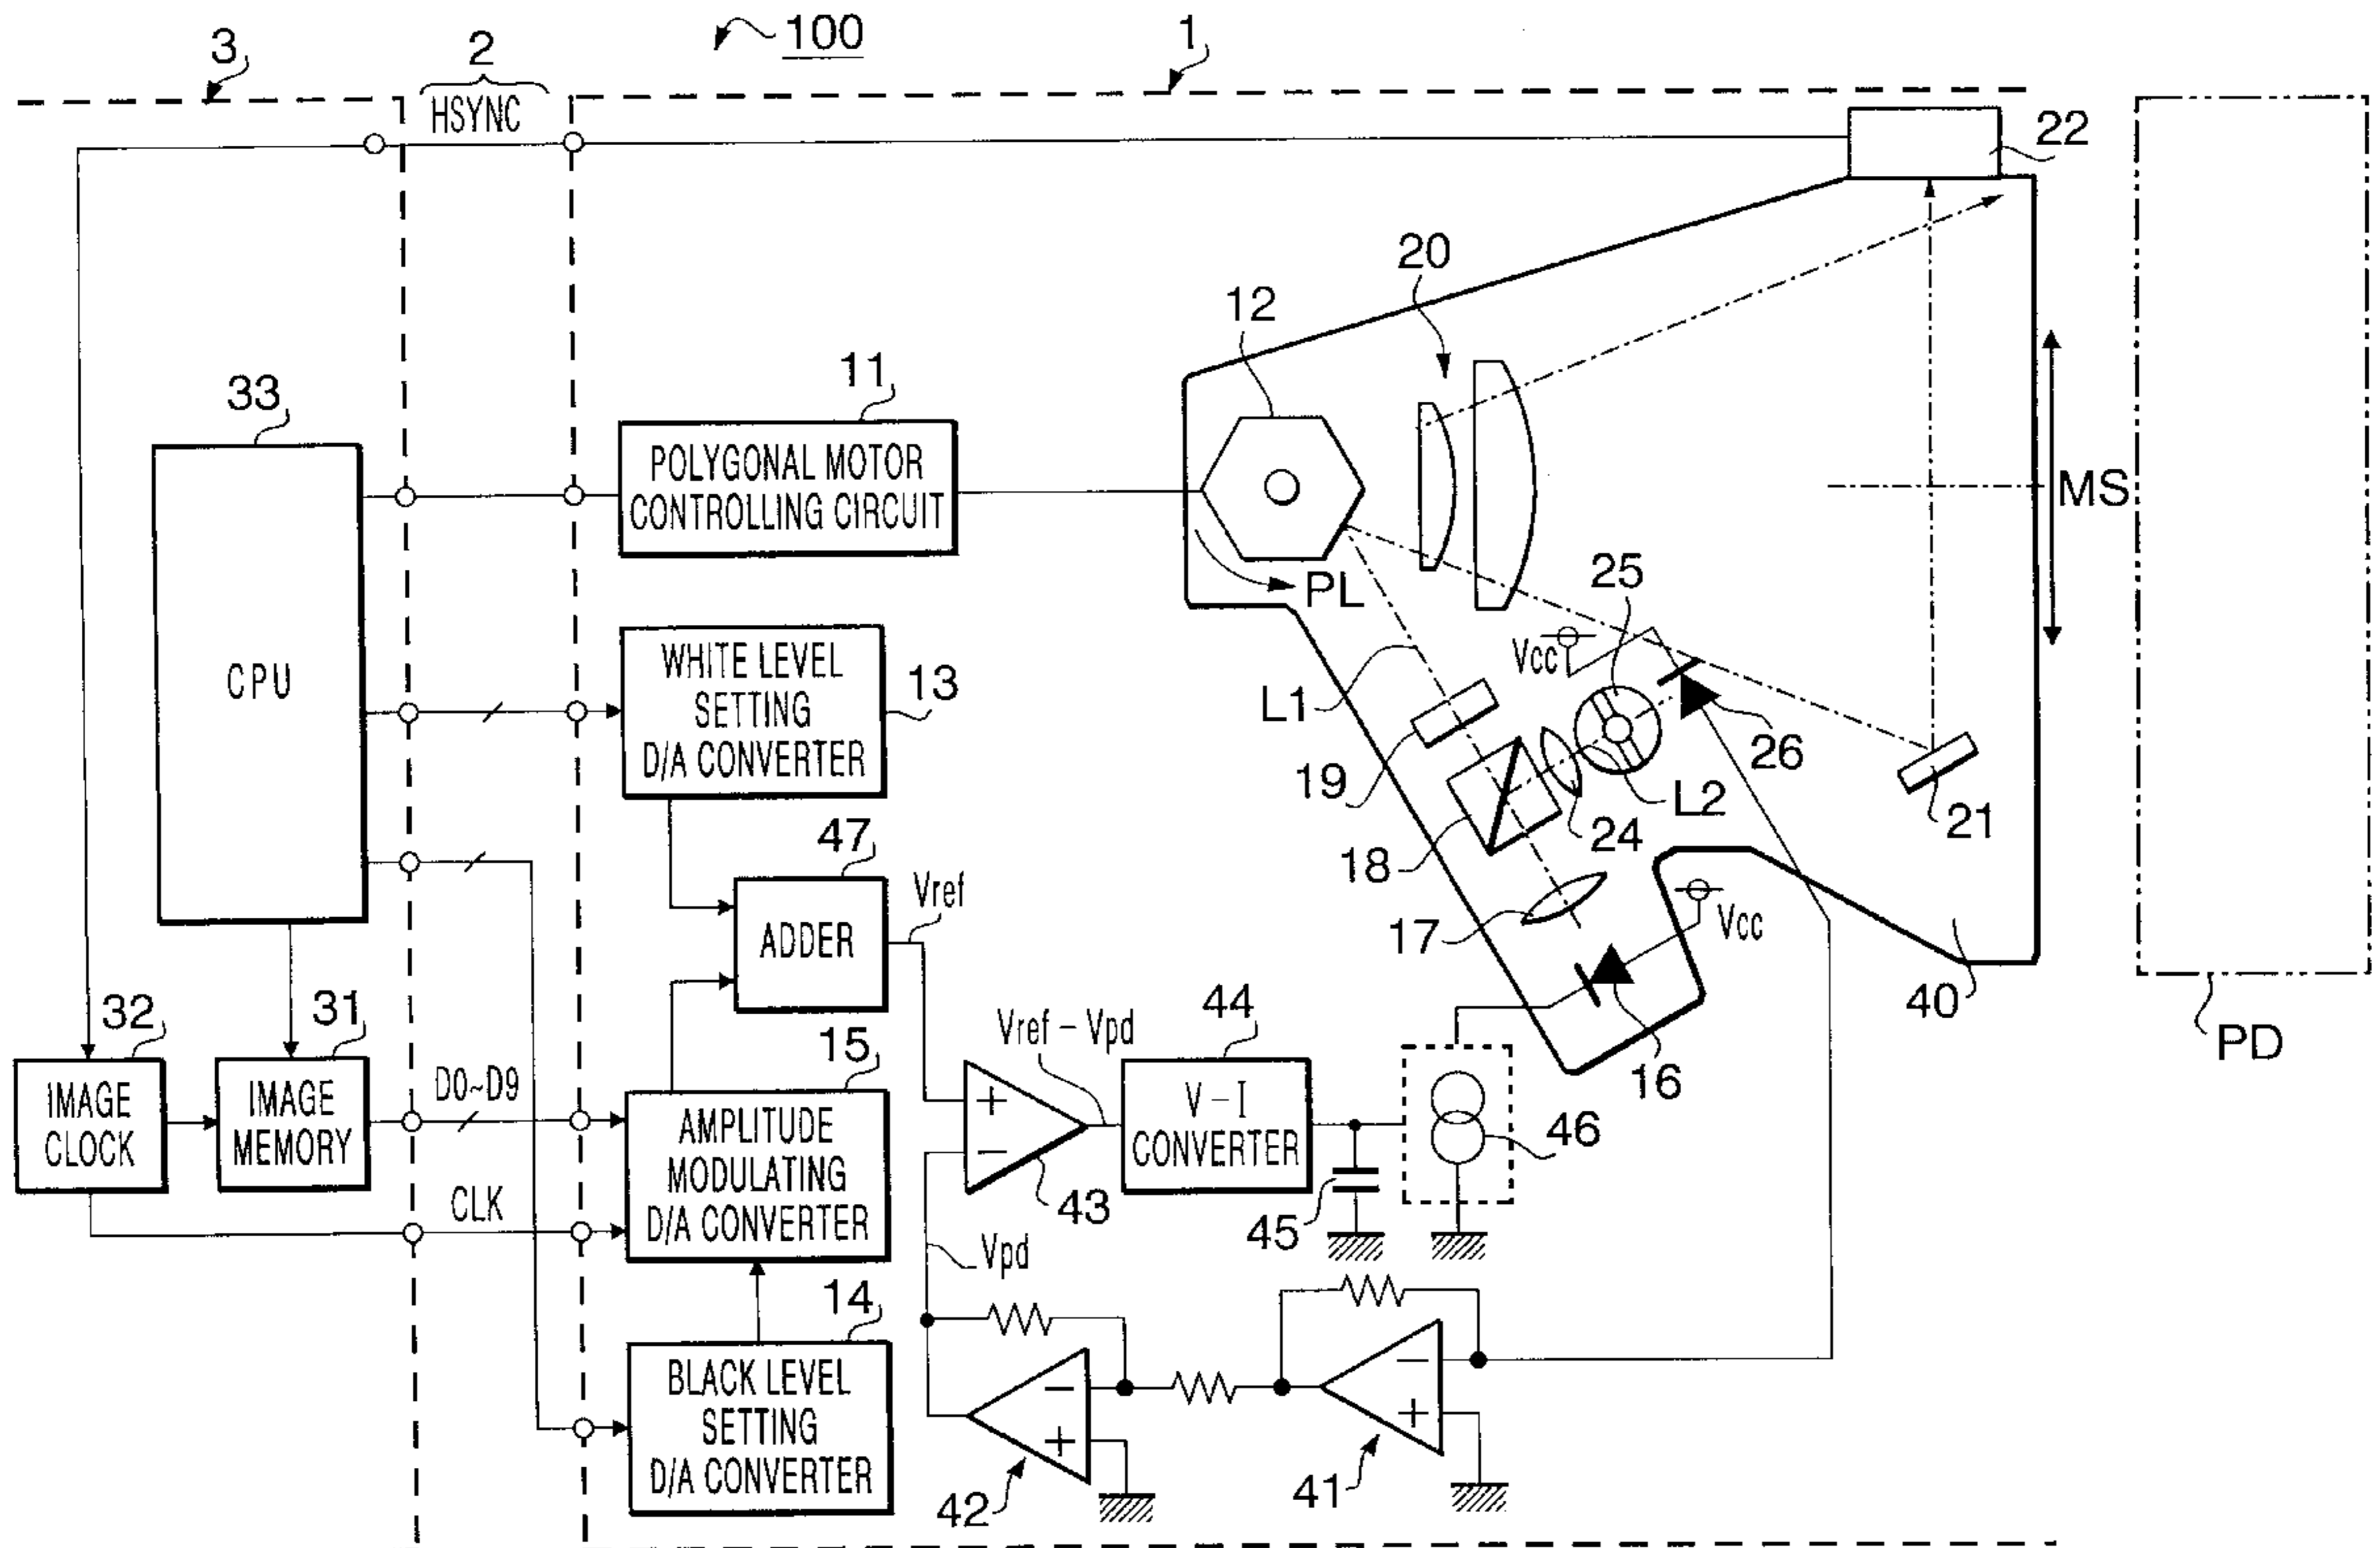 100
3
2
1
HSYNC
22
20
12
11
33
POLYGONAL MOTOR
CONTROLLING CIRCUIT
MS
PL
25
CPU
WHITE LEVEL
SETTING
D/A CONVERTER
13
Vcc
L1
26
19
L2
21
24
18
47
Vref
ADDER
17
Vcc
40
PD
32
31
15
Vref-Vpd
44
16
IMAGE
CLOCK
IMAGE
MEMORY
D0~D9
AMPLITUDE
MODULATING
D/A CONVERTER
+
−
V-I
CONVERTER
46
CLK
43
45
Vpd
14
BLACK LEVEL
SETTING
D/A CONVERTER
−
+
42
−
+
41